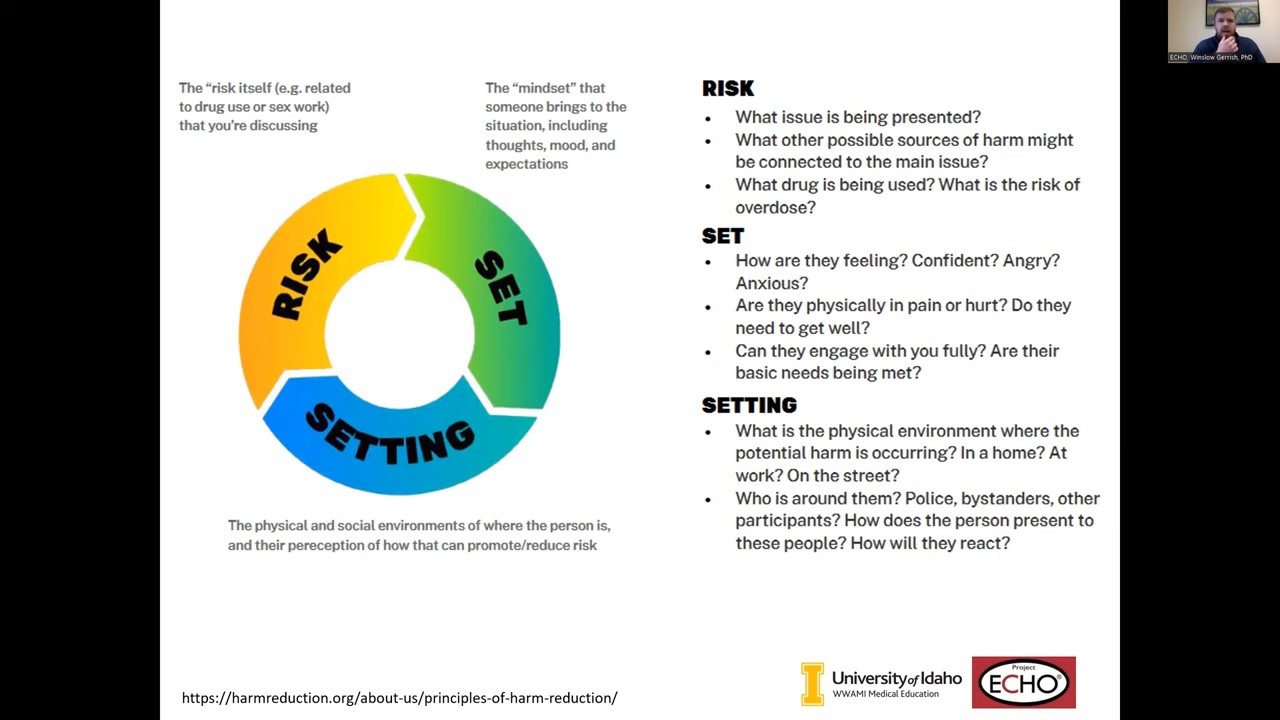 ECHO, Winslow Gerrish, PhD
The "risk itself (e.g. related
to drug use or sex work)
that you're discussing
The "mindset" that
someone brings to the
situation, including
thoughts, mood, and
expectations
RISK
SET
SETTING
The physical and social environments of where the person is,
and their pereception of how that can promote/reduce risk
RISK
• What issue is being presented?
• What other possible sources of harm might
be connected to the main issue?
• What drug is being used? What is the risk of
overdose?
SET
• How are they feeling? Confident? Angry?
Anxious?
• Are they physically in pain or hurt? Do they
need to get well?
• Can they engage with you fully? Are their
basic needs being met?
SETTING
• What is the physical environment where the
potential harm is occurring? In a home? At
work? On the street?
• Who is around them? Police, bystanders, other
participants? How does the person present to
these people? How will they react?
https://harmreduction.org/about-us/principles-of-harm-reduction/
I
University of Idaho
WWAMI Medical Education
Project
ECHO®